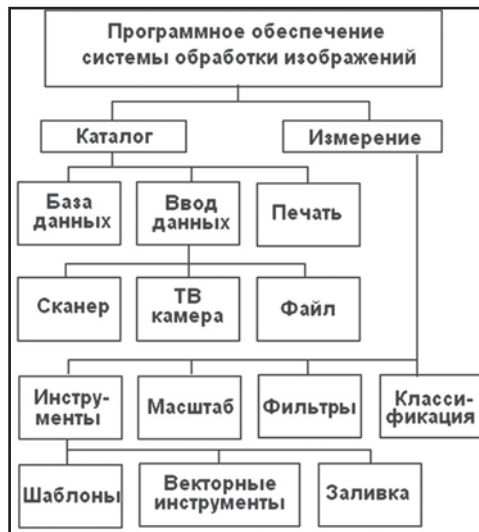 Программное обеспечение
системы обработки изображений
Каталог
Измерение
База
данных
Ввод
данных
Печать
Сканер
ТВ
камера
Файл
Инстру-
менты
Масштаб
Фильтры
Класси-
фикация
Шаблоны
Векторные
инструменты
Заливка